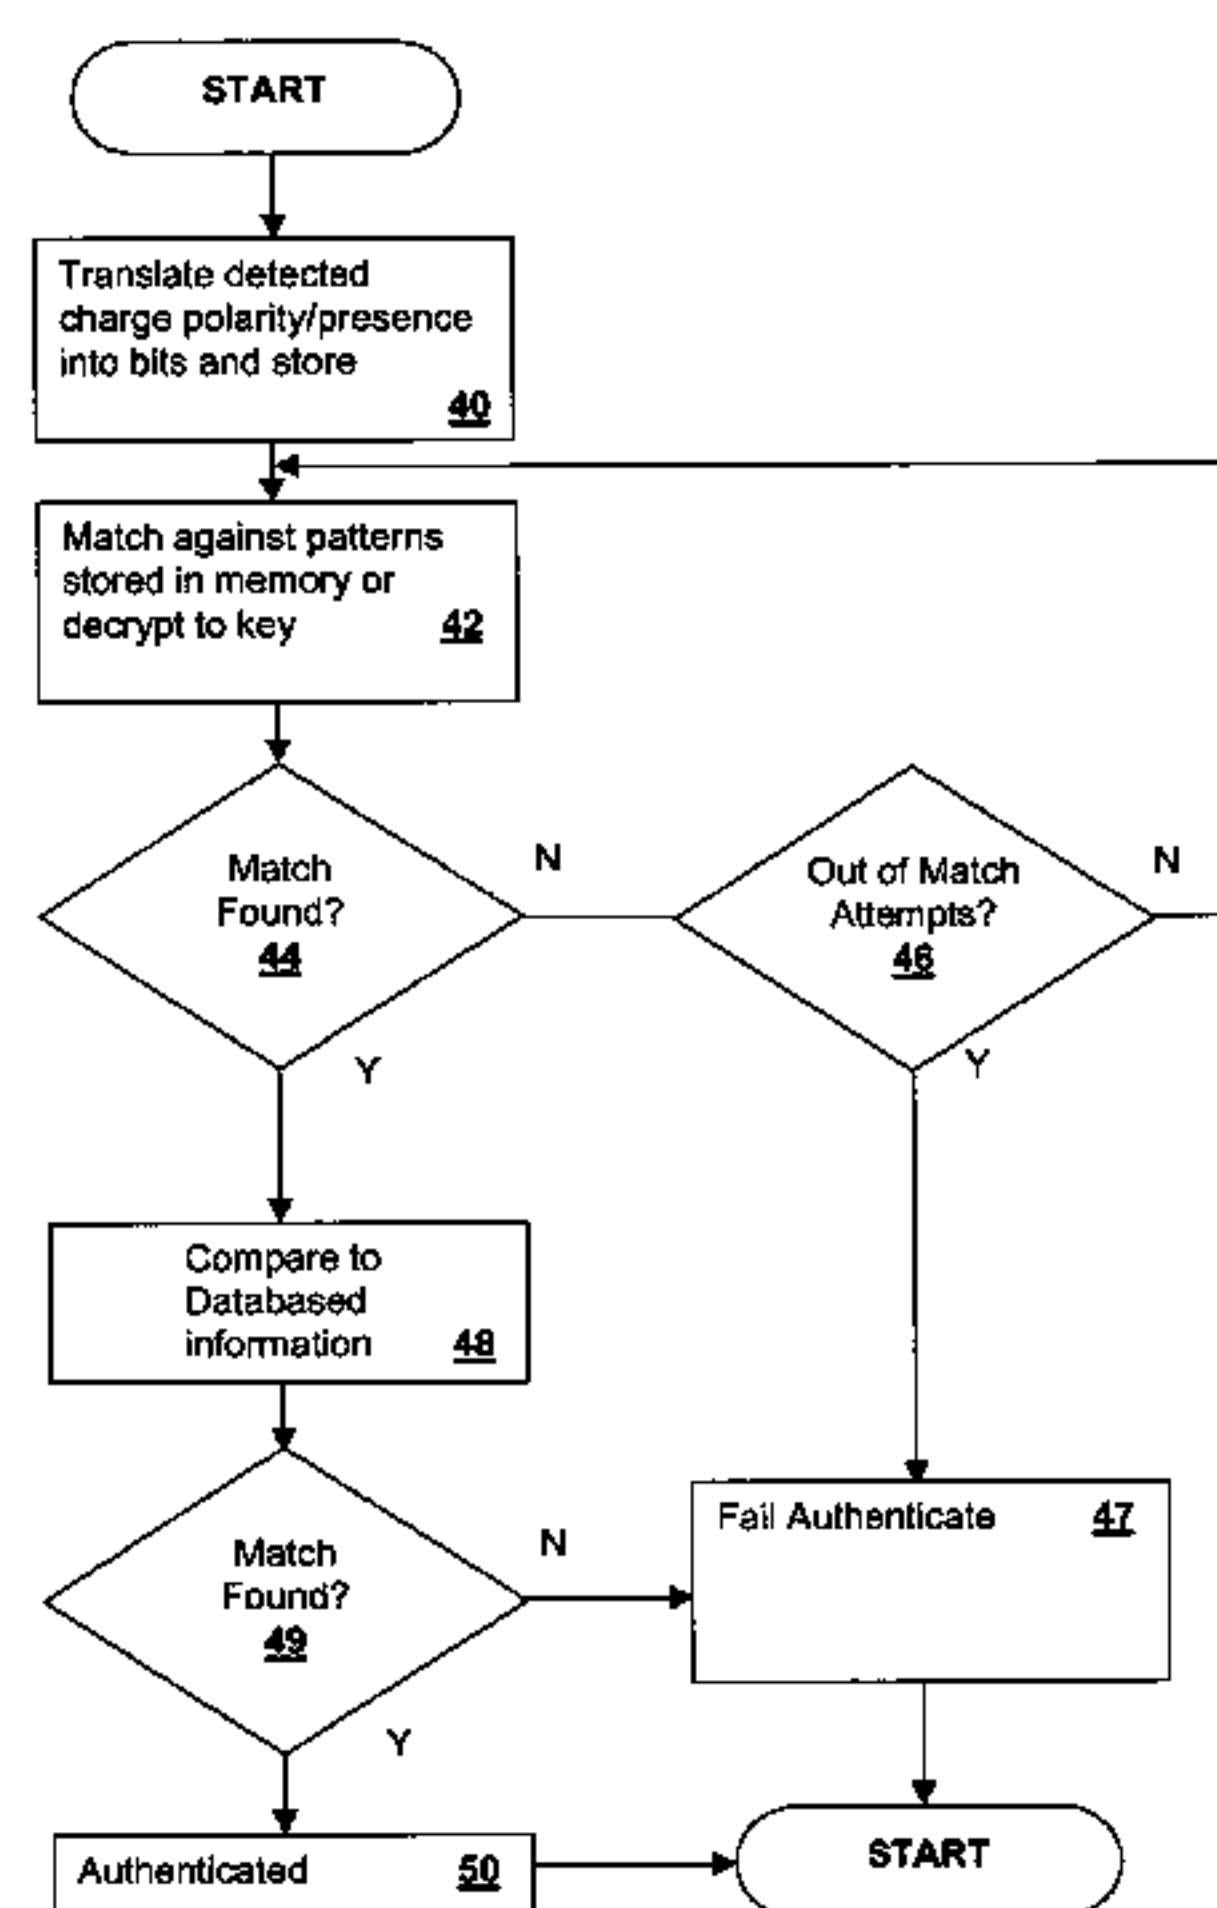 START
Translate detected
charge polarity/presence
into bits and store
40
Match against patterns
stored in memory or
decrypt to key 42
Match
Found?
44
N
Y
Out of Match
Attempts?
46
N
Y
Compare to
Databased
information 48
Match
Found?
49
N
Y
Fail Authenticate 47
Authenticated 50
START